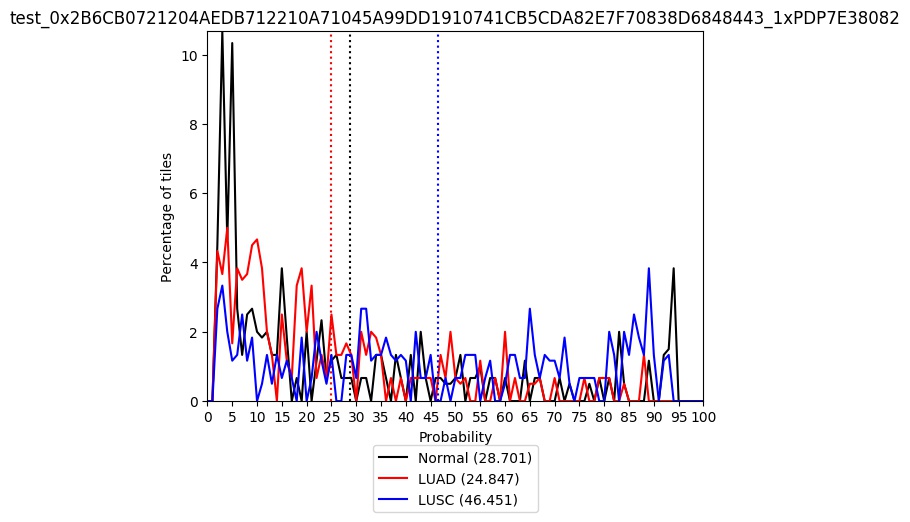 test_0x2B6CB0721204AEDB712210A71045A99DD1910741CB5CDA82E7F70838D6848443_1xPDP7E38082
10
8
6
4
2
0
Percentage of tiles
0 5 10 15 20 25 30 35 40 45 50 55 60 65 70 75 80 85 90 95 100
Probability
Normal (28.701)
LUAD (24.847)
LUSC (46.451)